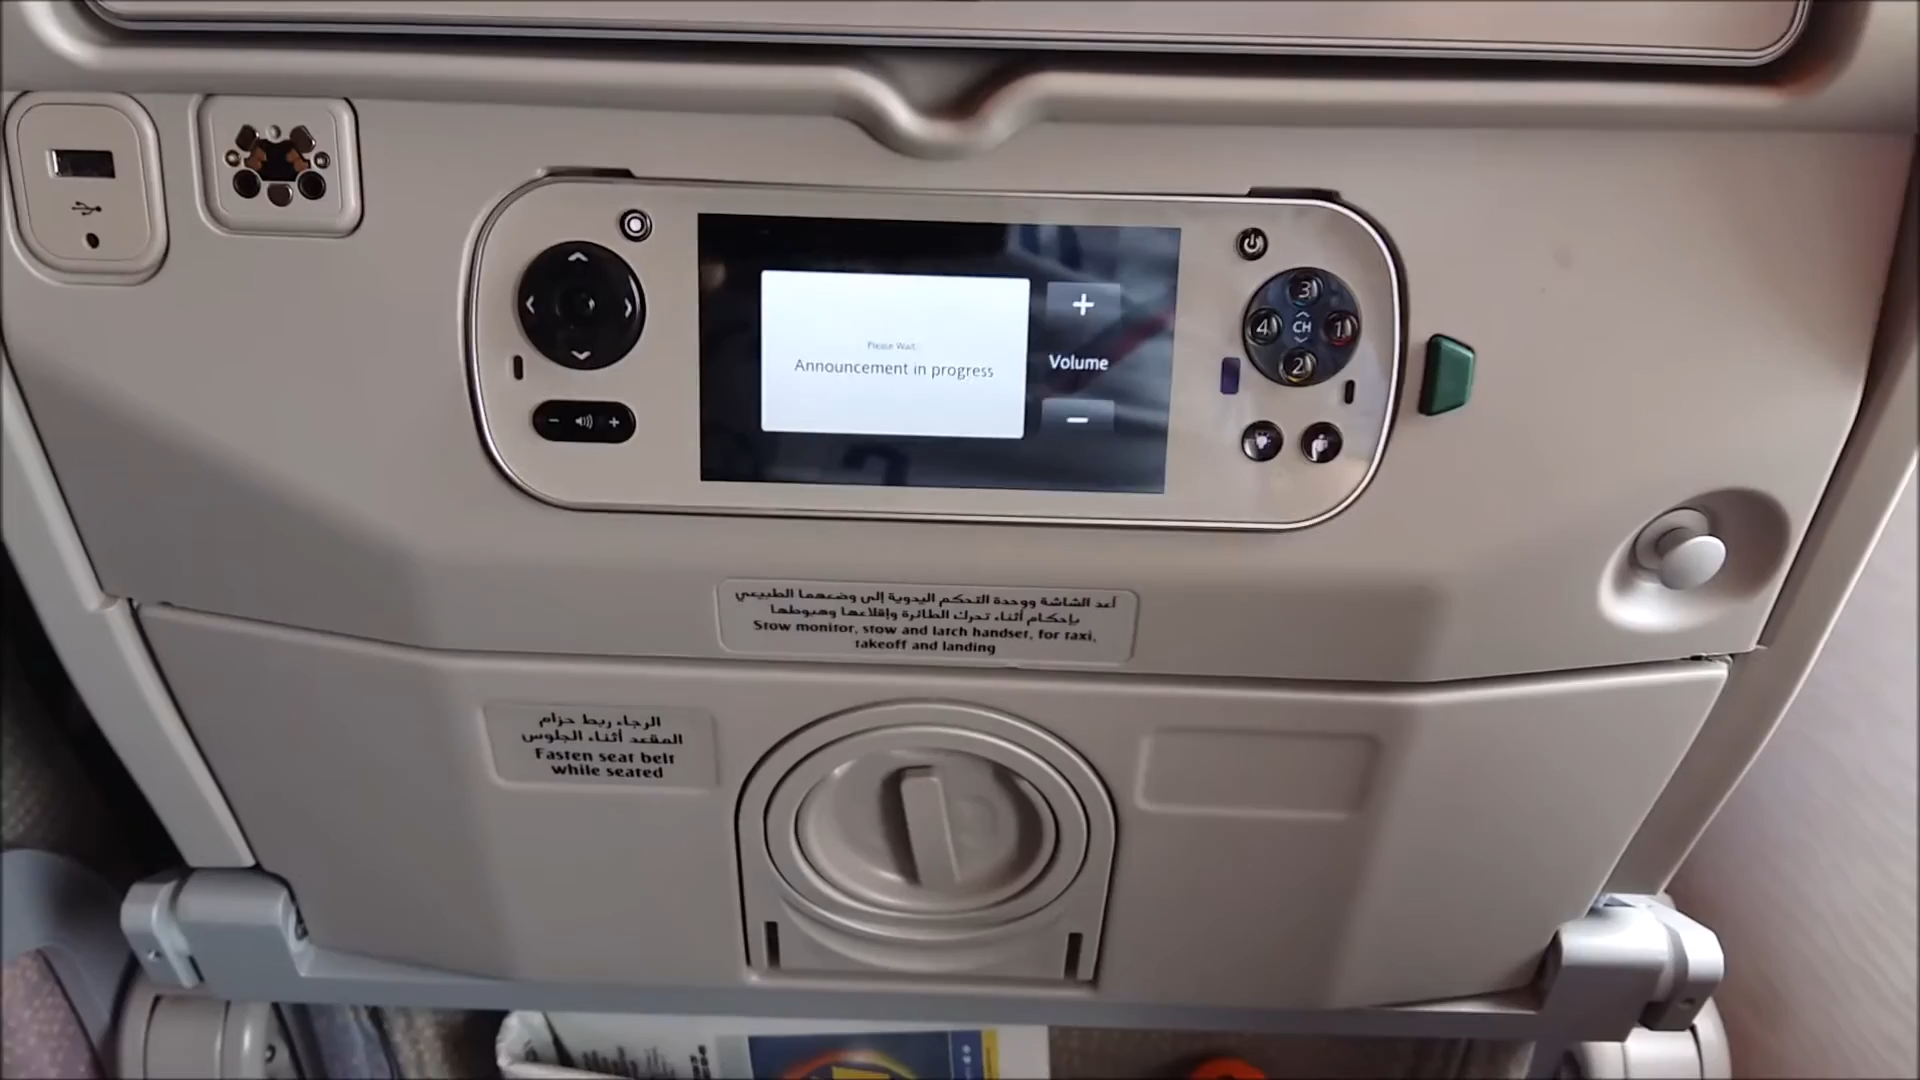 Please Wait:
Announcement in progress
+
Volume
-
3
4 CH 1
2
- +
أعد الشاشة ووحدة التحكم اليدوية إلى وضعهما الطبيعي
بإحكام أثناء تحرك الطائرة وإقلاعها وهبوطها
Stow monitor, stow and latch handset, for taxi,
takeoff and landing
الرجاء ربط حزام
المقعد أثناء الجلوس
Fasten seat belt
while seated